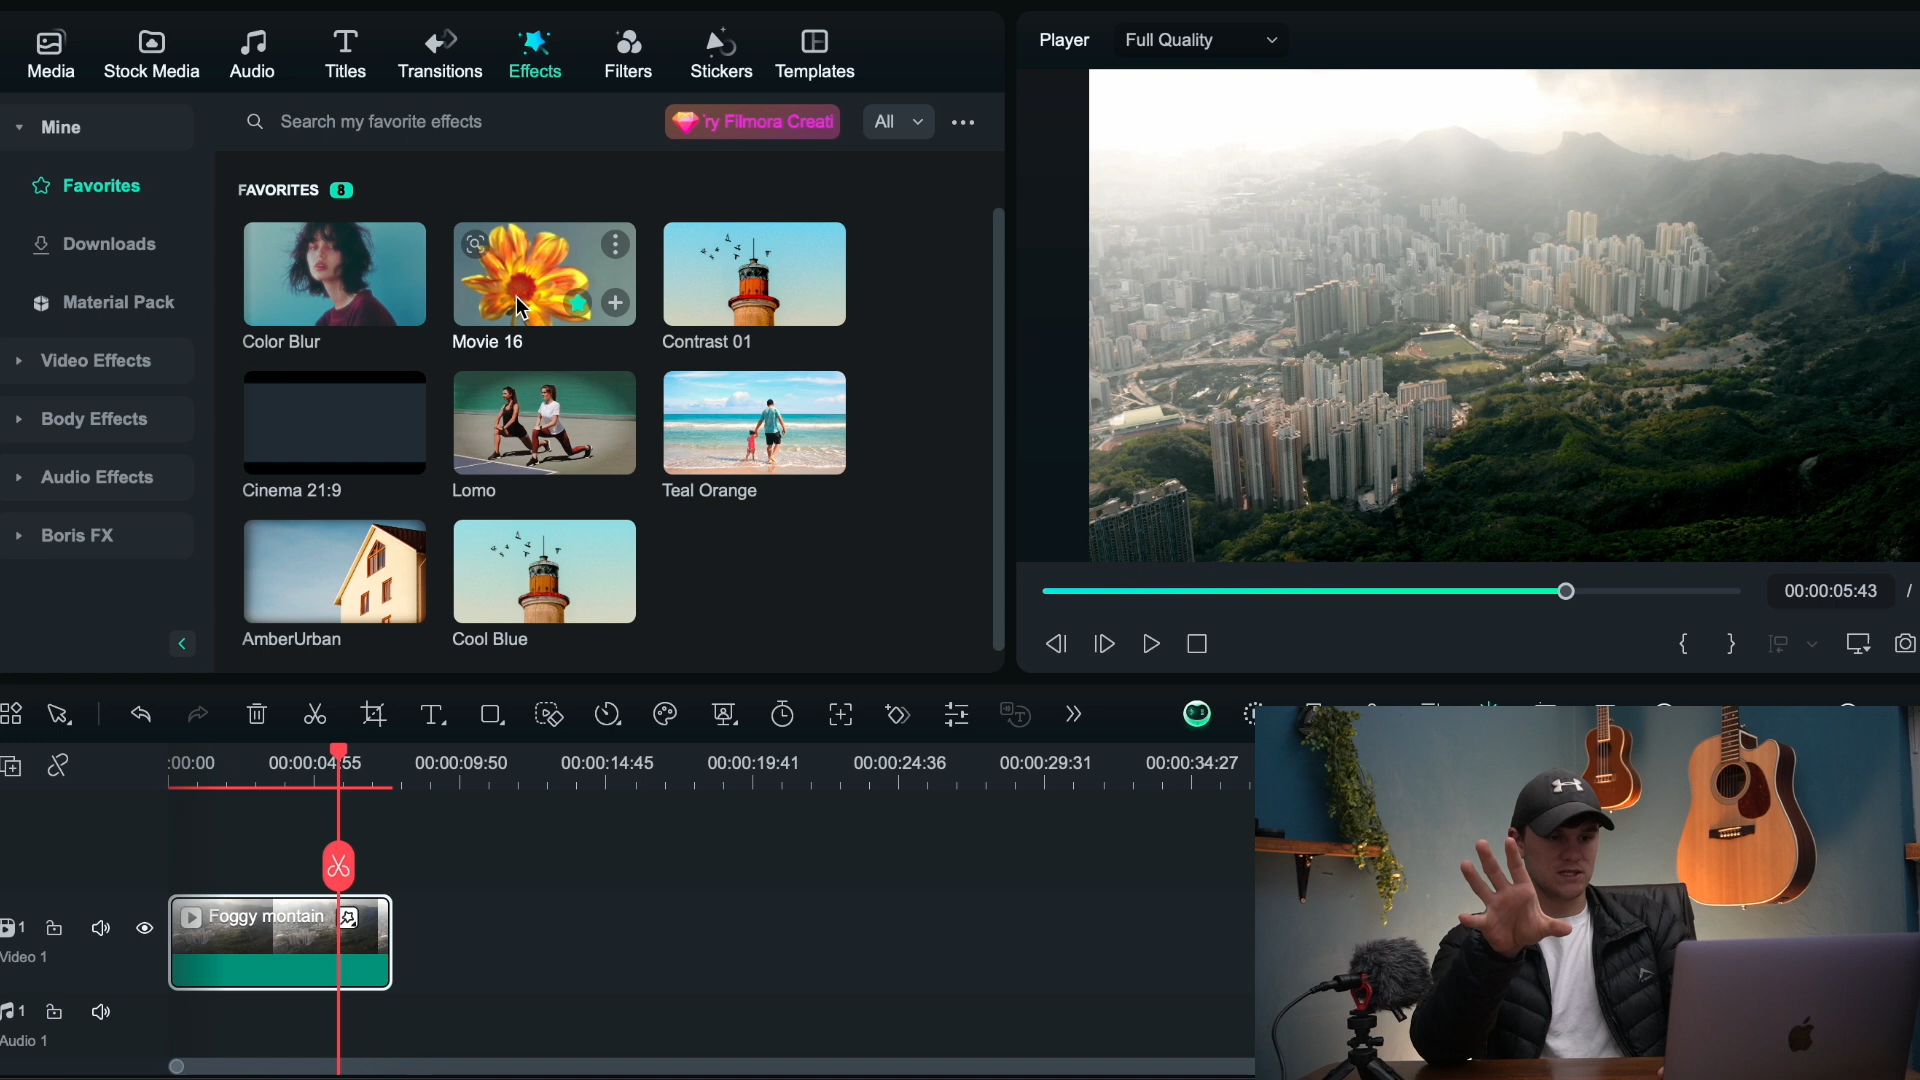 Media
Stock Media
Audio
Titles
Transitions
Effects
Filters
Stickers
Templates
Player
Full Quality
Mine
Search my favorite effects
'ry Filmora Creati
All
Favorites
FAVORITES 8
Downloads
Material Pack
Video Effects
Body Effects
Audio Effects
Boris FX
Color Blur
Movie 16
Contrast 01
Cinema 21:9
Lomo
Teal Orange
AmberUrban
Cool Blue
00:00:05:43 /
:00:00
00:00:04:55
00:00:09:50
00:00:14:45
00:00:19:41
00:00:24:36
00:00:29:31
00:00:34:27
Foggy montain
1
Video 1
1
Audio 1